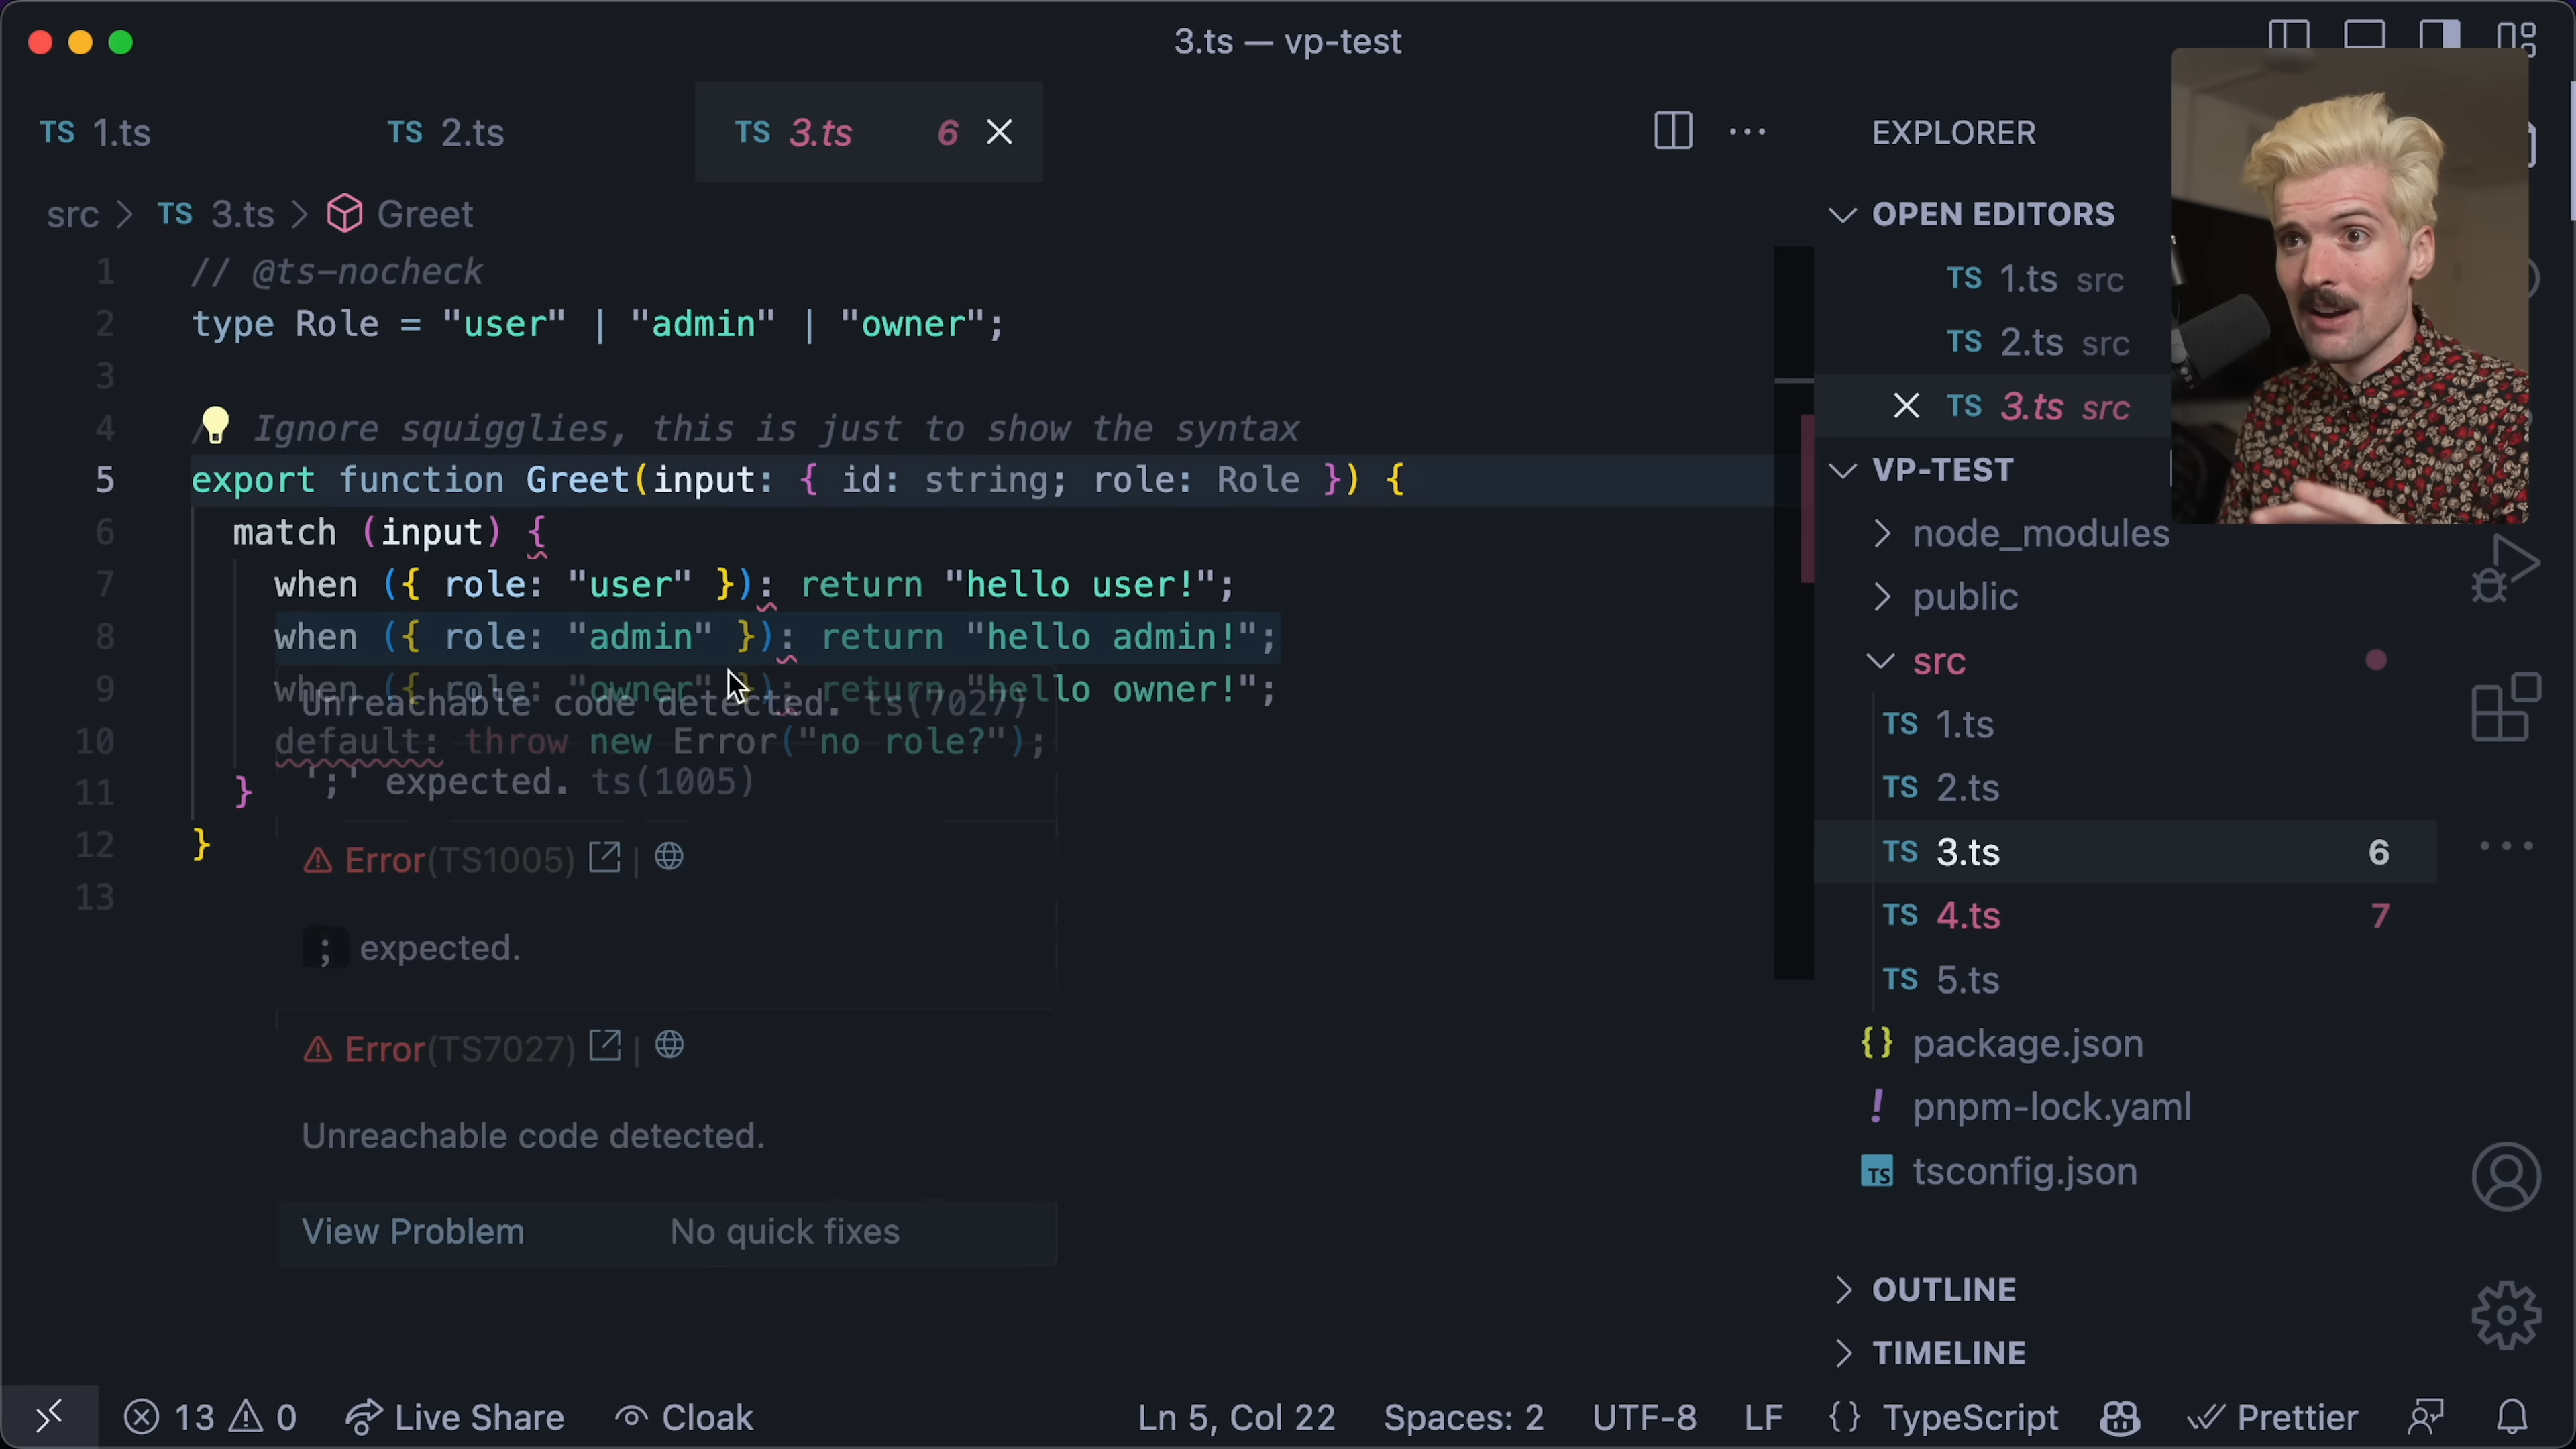 3.ts — vp-test
TS 1.ts
TS 2.ts
TS 3.ts 6
src > TS 3.ts > Greet
1 // @ts-nocheck
2 type Role = "user" | "admin" | "owner";
3
4 / Ignore squigglies, this is just to show the syntax
5 export function Greet(input: { id: string; role: Role }) {
6 match (input) {
7 when ({ role: "user" }): return "hello user!";
8 when ({ role: "admin" }): return "hello admin!";
9 when ({ role: "owner" }): return "hello owner!";
Unreachable code detected. ts(7027)
10 default: throw new Error("no role?");
';' expected. ts(1005)
11 }
12 }
13
Error(TS1005) |
; expected.
Error(TS7027) |
Unreachable code detected.
View Problem No quick fixes
EXPLORER
OPEN EDITORS
TS 1.ts src
TS 2.ts src
TS 3.ts src
VP-TEST
node_modules
public
src
TS 1.ts
TS 2.ts
TS 3.ts 6
TS 4.ts 7
TS 5.ts
{} package.json
! pnpm-lock.yaml
TS tsconfig.json
OUTLINE
TIMELINE
13 0 Live Share Cloak Ln 5, Col 22 Spaces: 2 UTF-8 LF {} TypeScript Prettier